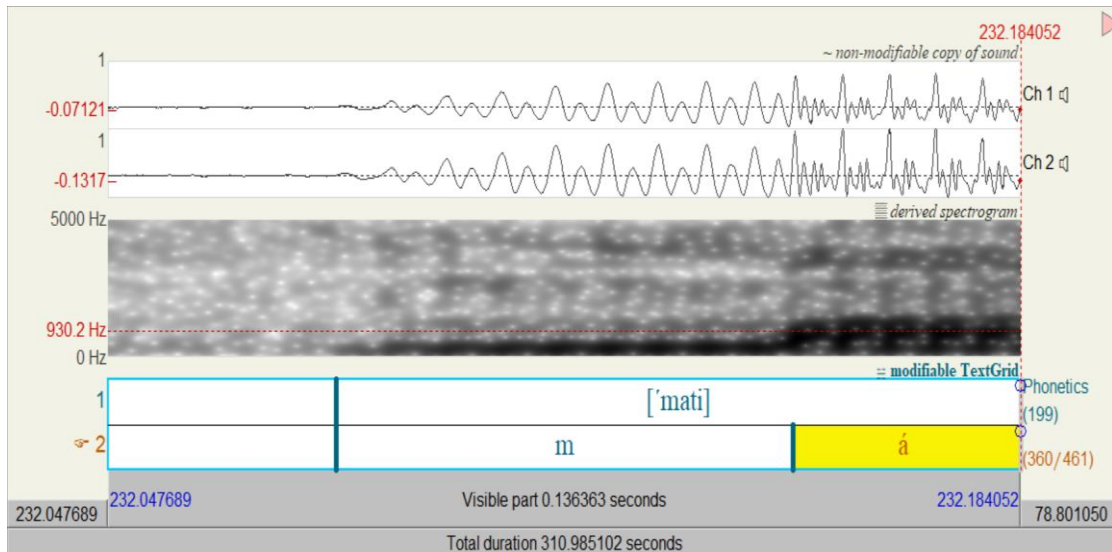 232.184052
~ non-modifiable copy of sound
1
-0.07121
Ch 1
1
-0.1317
Ch 2
5000 Hz
derived spectrogram
930.2 Hz
0 Hz
modifiable TextGrid
1
[´mati]
Phonetics
(199)
2
m
á
(360/461)
232.047689
232.047689
Visible part 0.136363 seconds
232.184052
78.801050
Total duration 310.985102 seconds